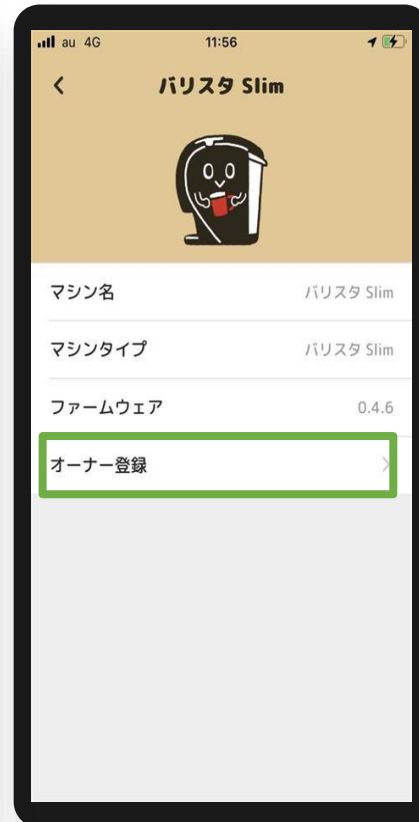 au 4G 11:56
バリスタ Slim
マシン名 バリスタ Slim
マシンタイプ バリスタ Slim
ファームウェア 0.4.6
オーナー登録